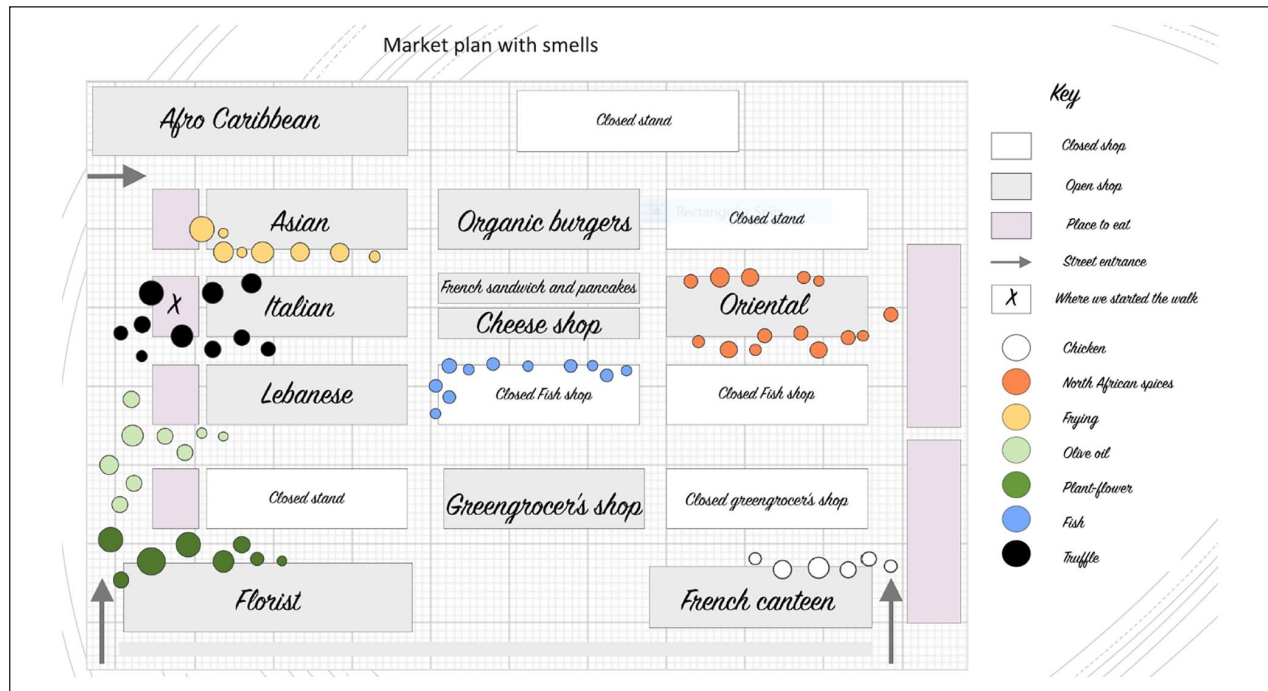 Market plan with smells
Afro Caribbean
Closed stand
Asian
Organic burgers
Closed stand
Italian
X
French sandwich and pancakes
Cheese shop
Oriental
Lebanese
Closed Fish shop
Closed Fish shop
Closed stand
Greengrocer's shop
Closed greengrocer's shop
Florist
French canteen
Key
Closed shop
Open shop
Place to eat
Street entrance
X Where we started the walk
Chicken
North African spices
Frying
Olive oil
Plant-flower
Fish
Truffle